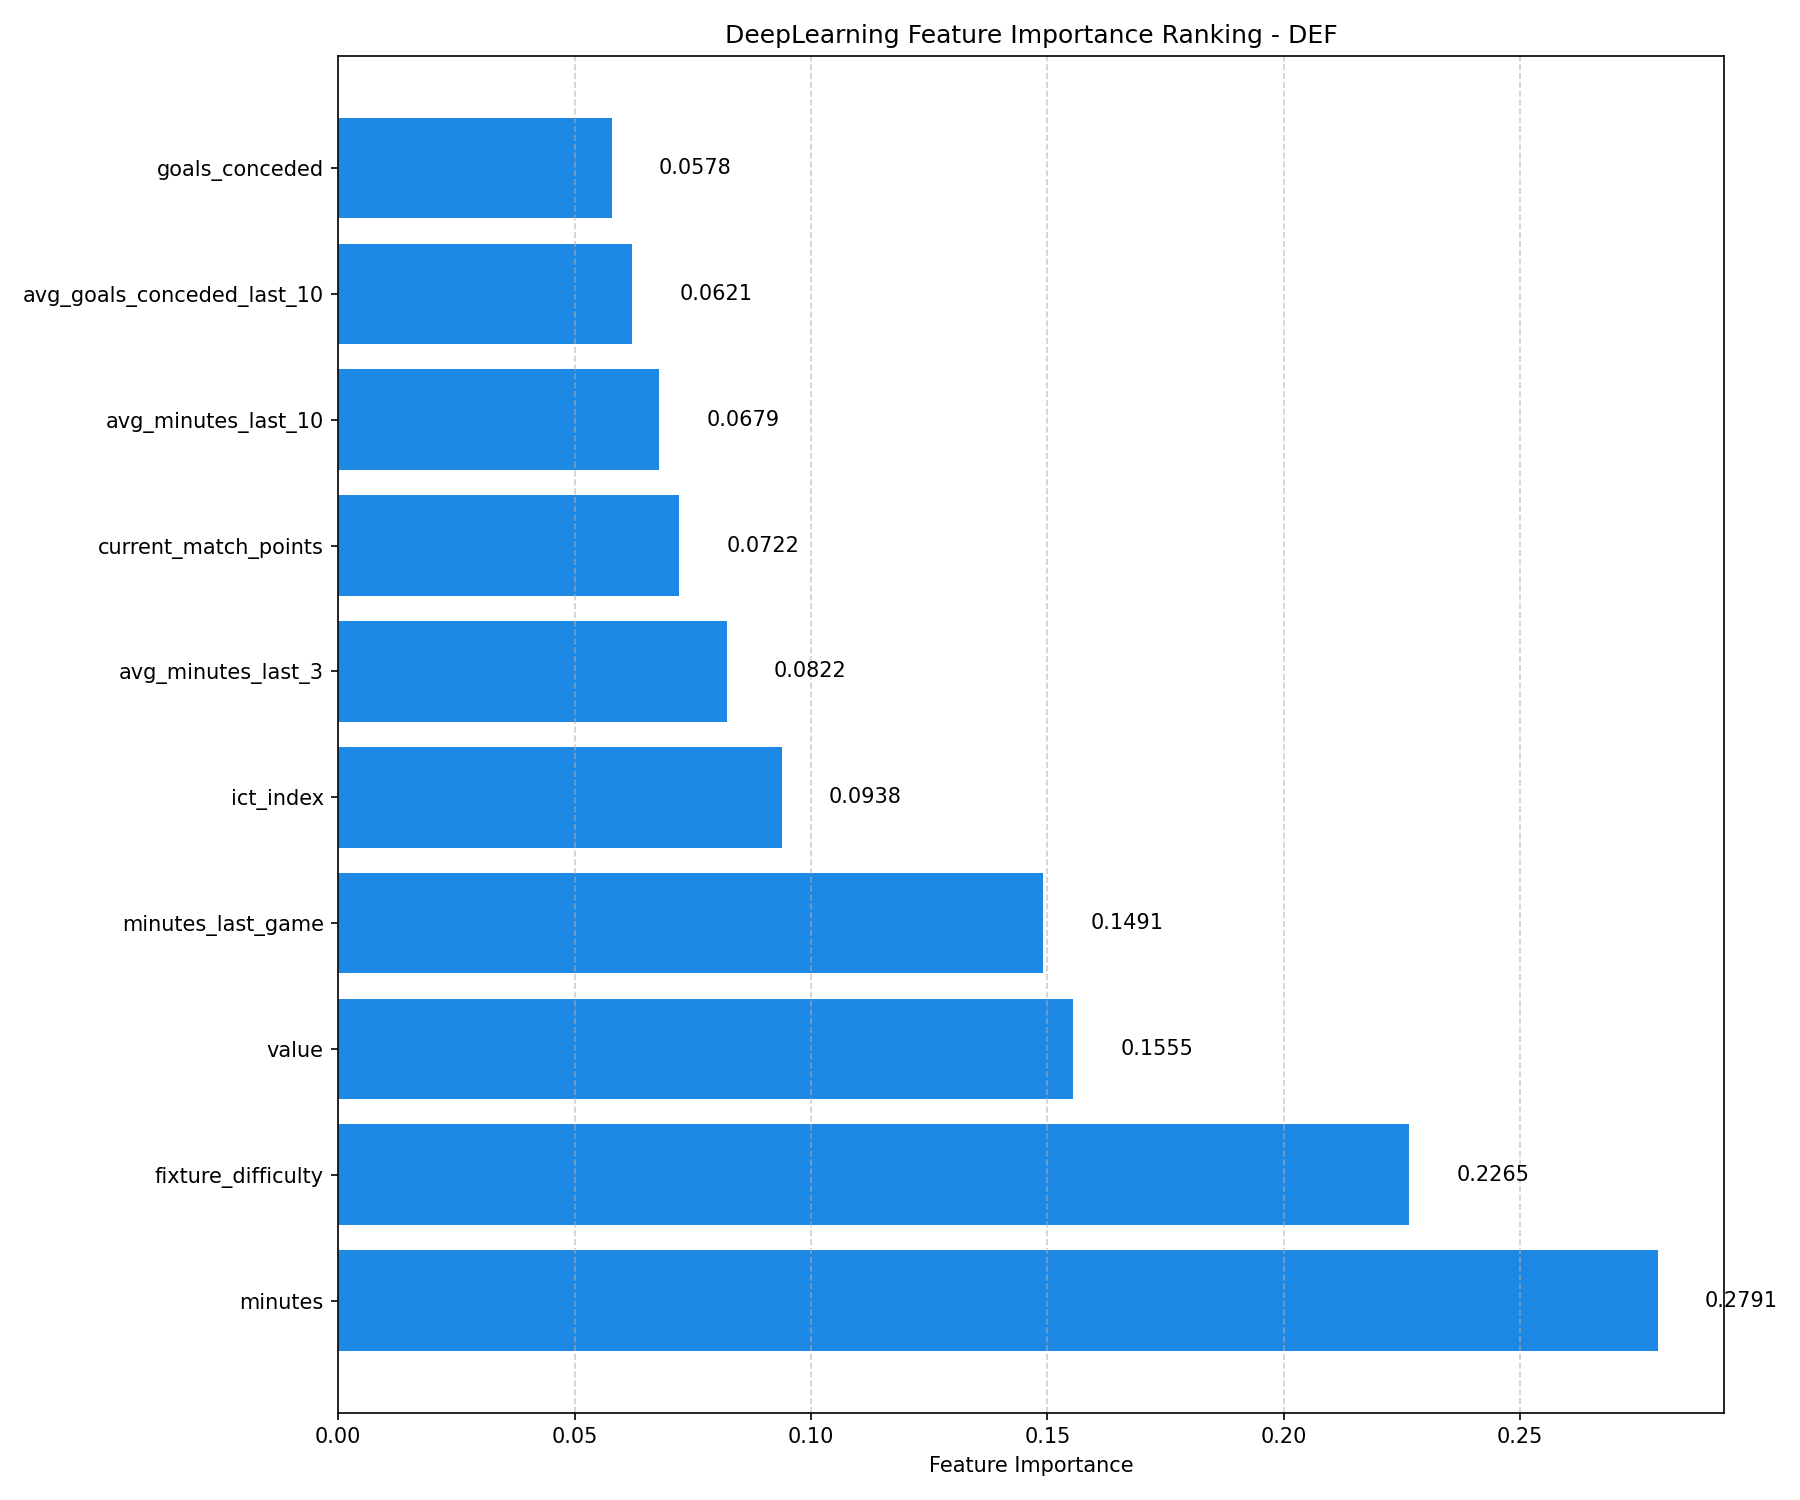 DeepLearning Feature Importance Ranking - DEF
goals_conceded 0.0578
avg_goals_conceded_last_10 0.0621
avg_minutes_last_10 0.0679
current_match_points 0.0722
avg_minutes_last_3 0.0822
ict_index 0.0938
minutes_last_game 0.1491
value 0.1555
fixture_difficulty 0.2265
minutes 0.2791
0.00 0.05 0.10 0.15 0.20 0.25
Feature Importance